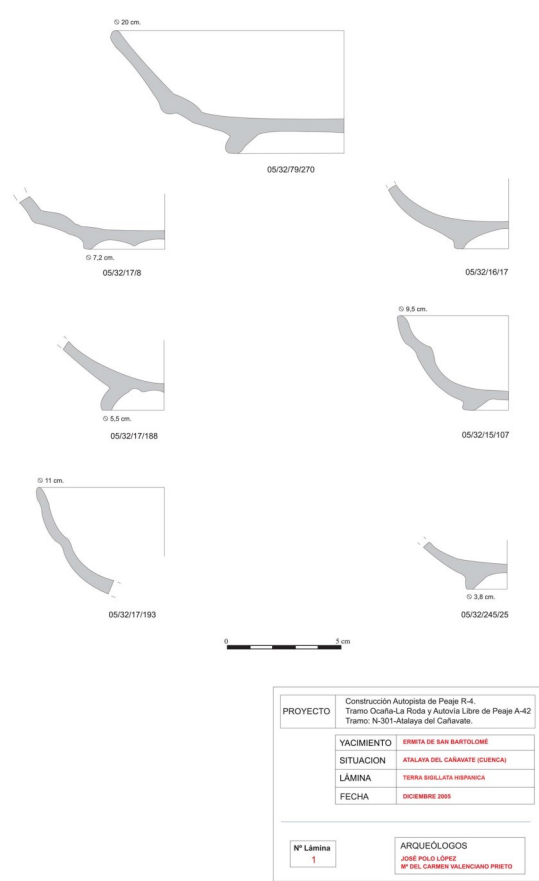 ⦸ 20 cm.
05/32/79/270
⦸ 7,2 cm.
05/32/17/8
05/32/16/17
⦸ 5,5 cm.
05/32/17/188
⦸ 9,5 cm.
05/32/15/107
⦸ 11 cm.
05/32/17/193
⦸ 3,8 cm.
05/32/245/25
0 5 cm
PROYECTO
Construcción Autopista de Peaje R-4.
Tramo Ocaña-La Roda y Autovía Libre de Peaje A-42
Tramo: N-301-Atalaya del Cañavate.
YACIMIENTO ERMITA DE SAN BARTOLOMÉ
SITUACION ATALAYA DEL CAÑAVATE (CUENCA)
LÁMINA TERRA SIGILLATA HISPANICA
FECHA DICIEMBRE 2005
Nº Lámina
1
ARQUEÓLOGOS
JOSÉ POLO LÓPEZ
Mª DEL CARMEN VALENCIANO PRIETO